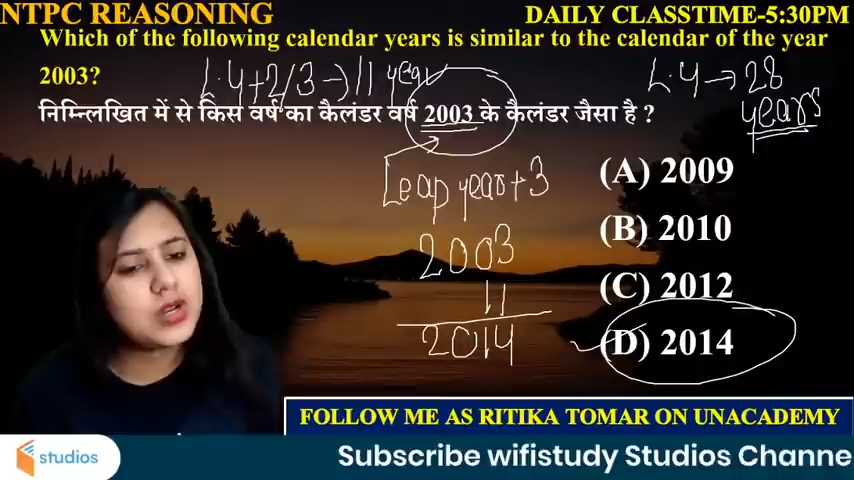 NTPC REASONING
DAILY CLASSTIME-5:30PM
Which of the following calendar years is similar to the calendar of the year
2003?
L.Y+2/3→11 year
L.Y→28
years
निम्न्लिखित में से किस वर्ष का कैलंडर वर्ष 2003 के कैलंडर जैसा है ?
Leap year+3
2003
11
2014
(A) 2009
(B) 2010
(C) 2012
(D) 2014
FOLLOW ME AS RITIKA TOMAR ON UNACADEMY
studios
Subscribe wifistudy Studios Channe